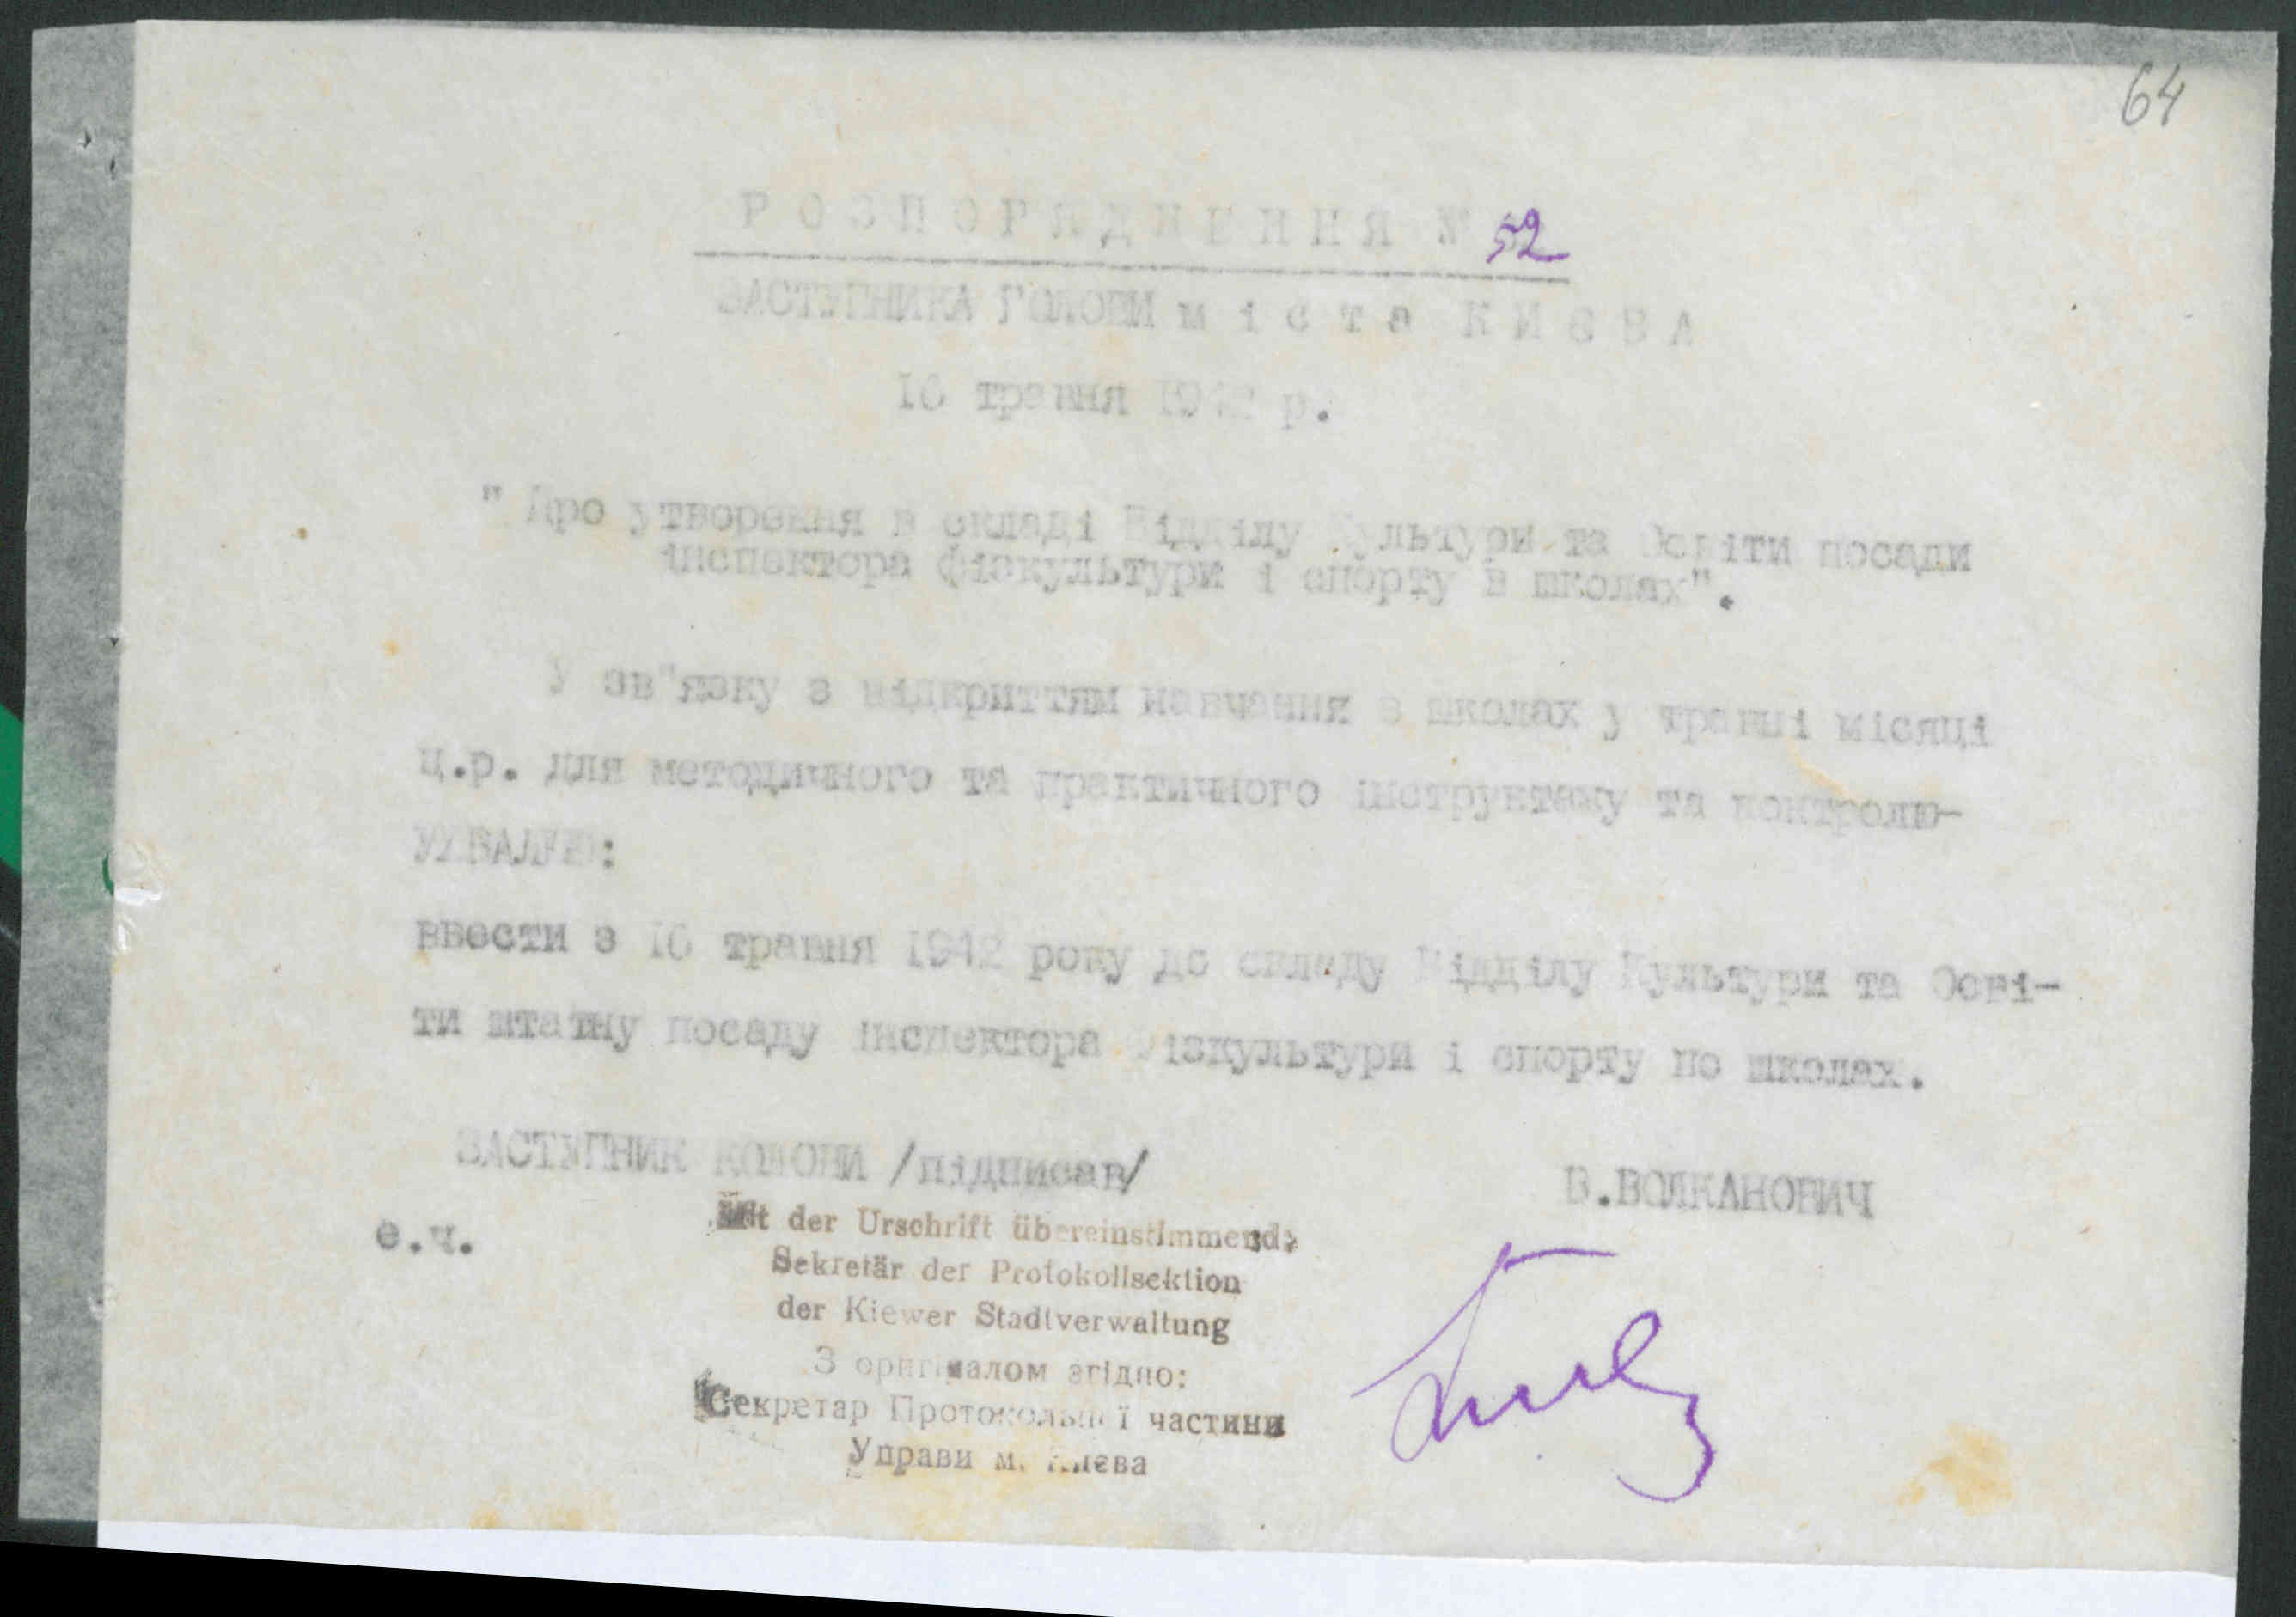 64
РОЗПОРЯДЖЕННЯ № 52
ЗАСТУПНИКА ГОЛОВИ міста КИЄВА
16 травня 1942 р.
" Про утворення в складі Відділу Культури та Освіти посади
інспектора фізкультури і спорту в школах".
У зв"язку з відкриттям навчання в школах у травні місяці
ц.р. для методичного та практичного інструктажу та контролю-
УХВАЛЮЮ:
ввести з 16 травня 1942 року до складу Відділу Культури та Осві-
ти штатну посаду інспектора фізкультури і спорту по школах.
ЗАСТУПНИК ГОЛОВИ /підписав/
В.ВОЛКАНОВИЧ
е.ч.
Mit der Urschrift übereinstimmend:
Sekretär der Protokollsektion
der Kiewer Stadtverwaltung
З оригіналом згідно:
Секретар Протокольної частини
Управи м. Києва